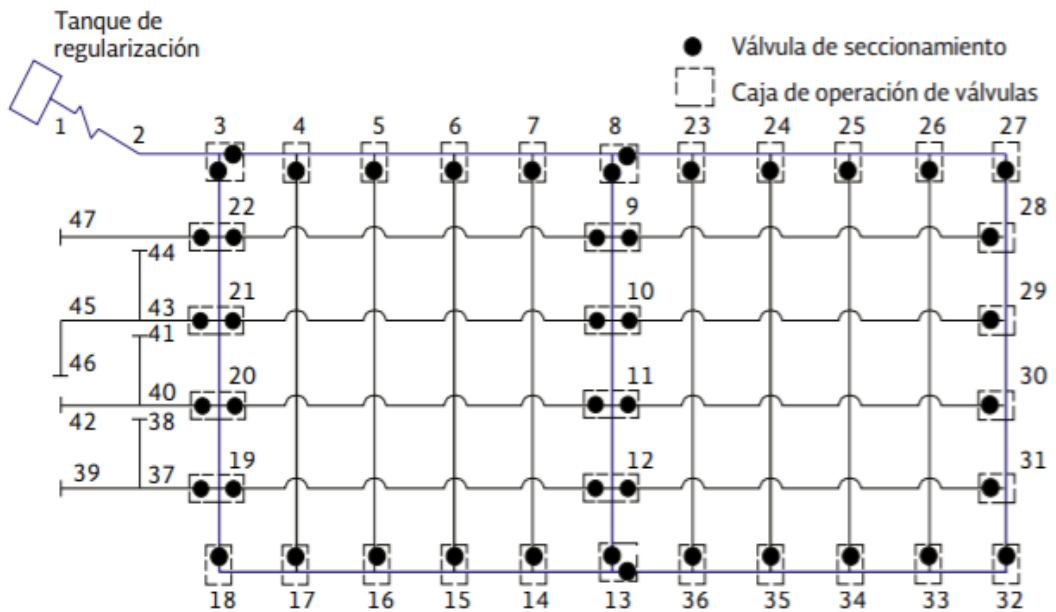 Tanque de
regularización
Válvula de seccionamiento
Caja de operación de válvulas
1 2 3 4 5 6 7 8 23 24 25 26 27
47 22 9 28
44
45 43 21 10 29
41
46 20 11 30
40
42 38
39 37 19 12 31
18 17 16 15 14 13 36 35 34 33 32